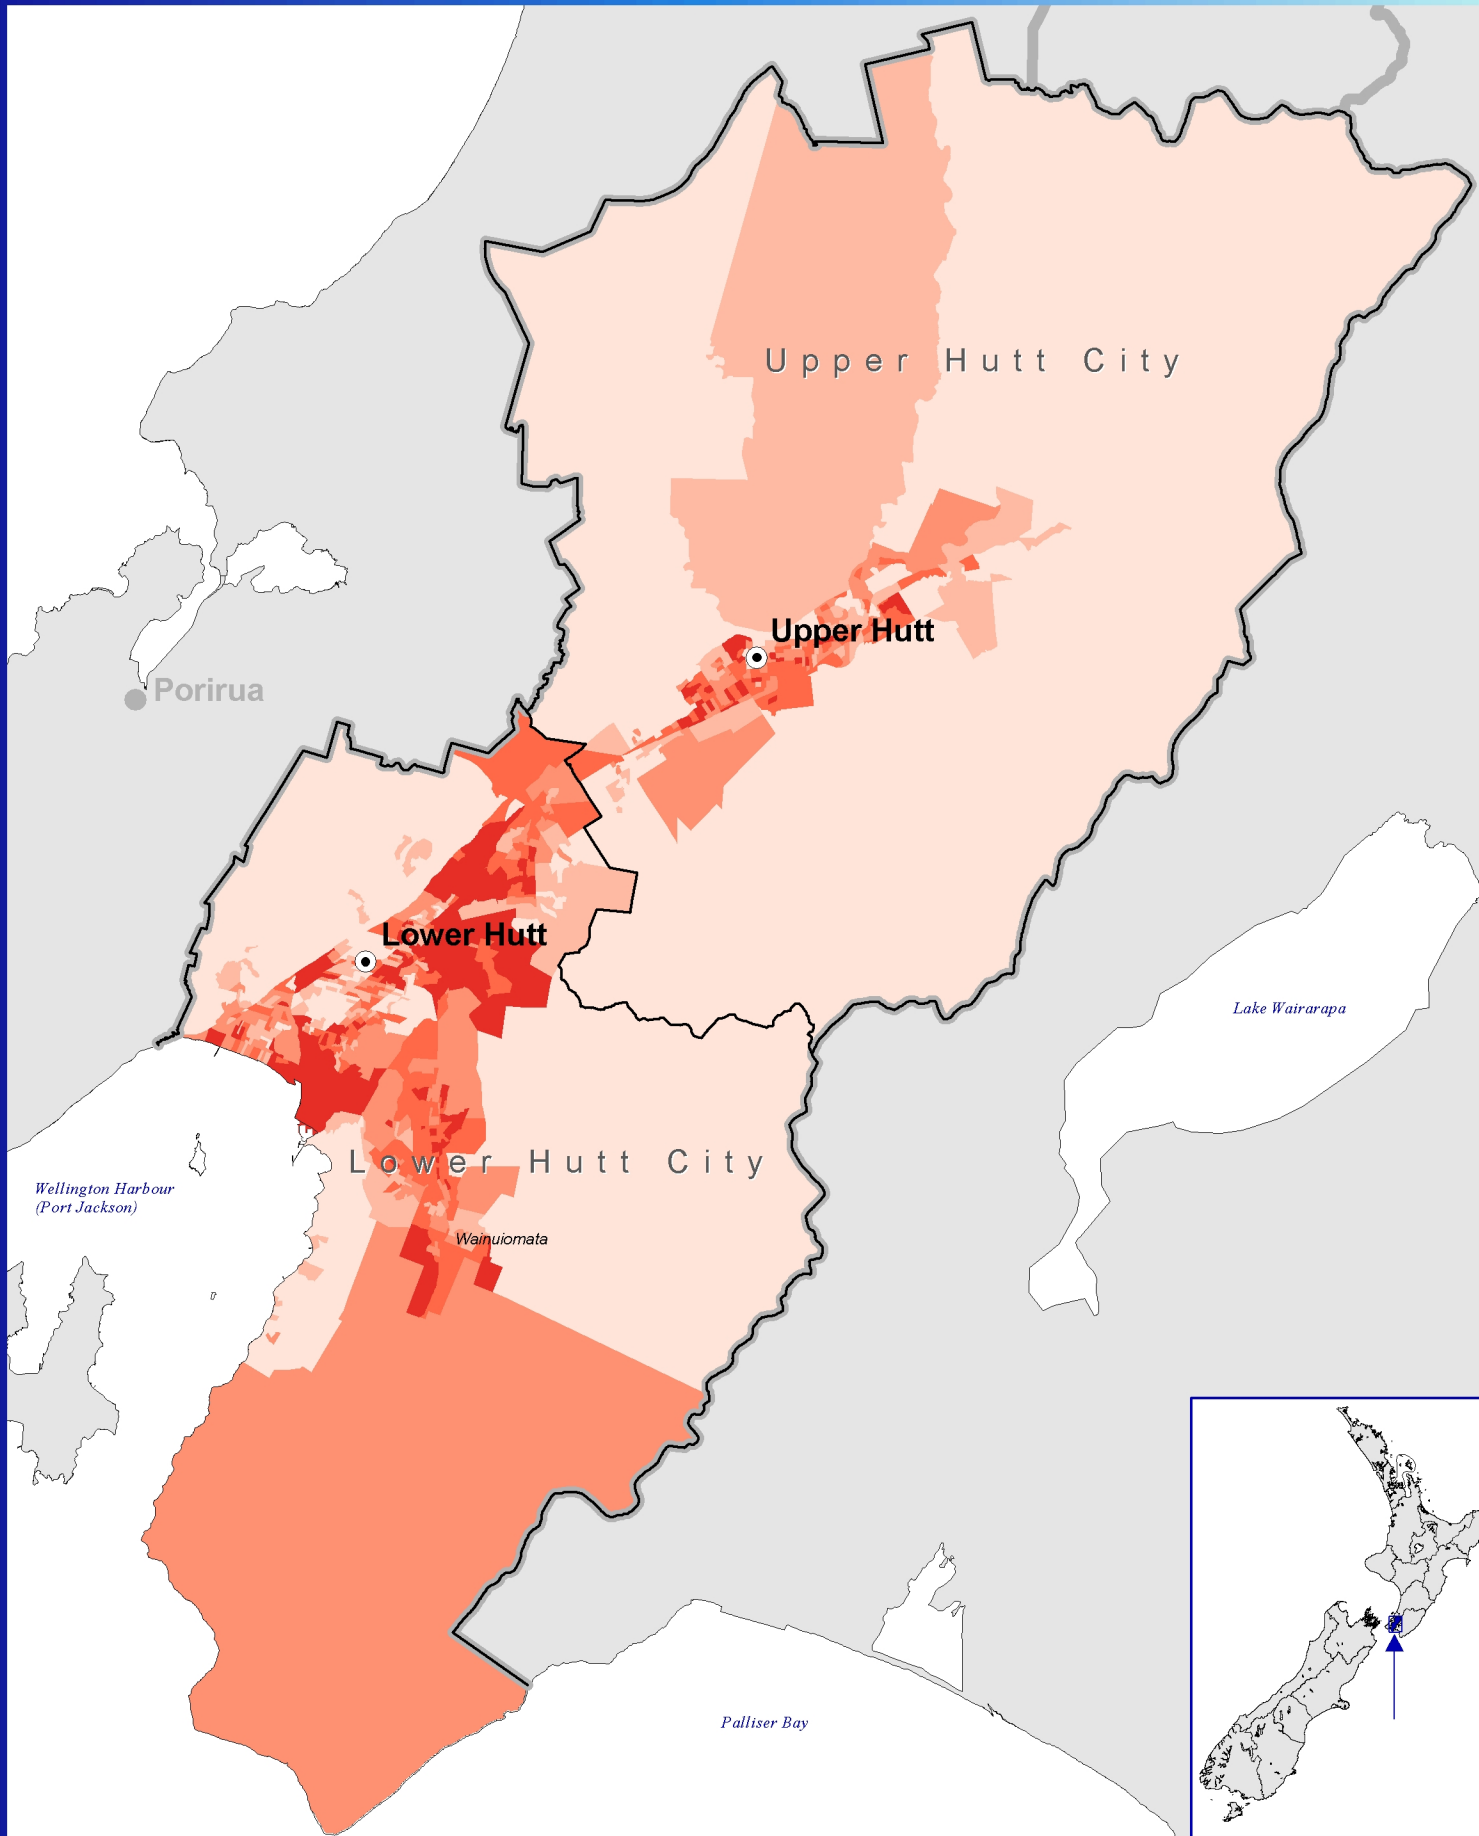 Upper Hutt City
Upper Hutt
Porirua
Lower Hutt
Lake Wairarapa
Lower Hutt City
Wellington Harbour
(Port Jackson)
Wainuiomata
Palliser Bay